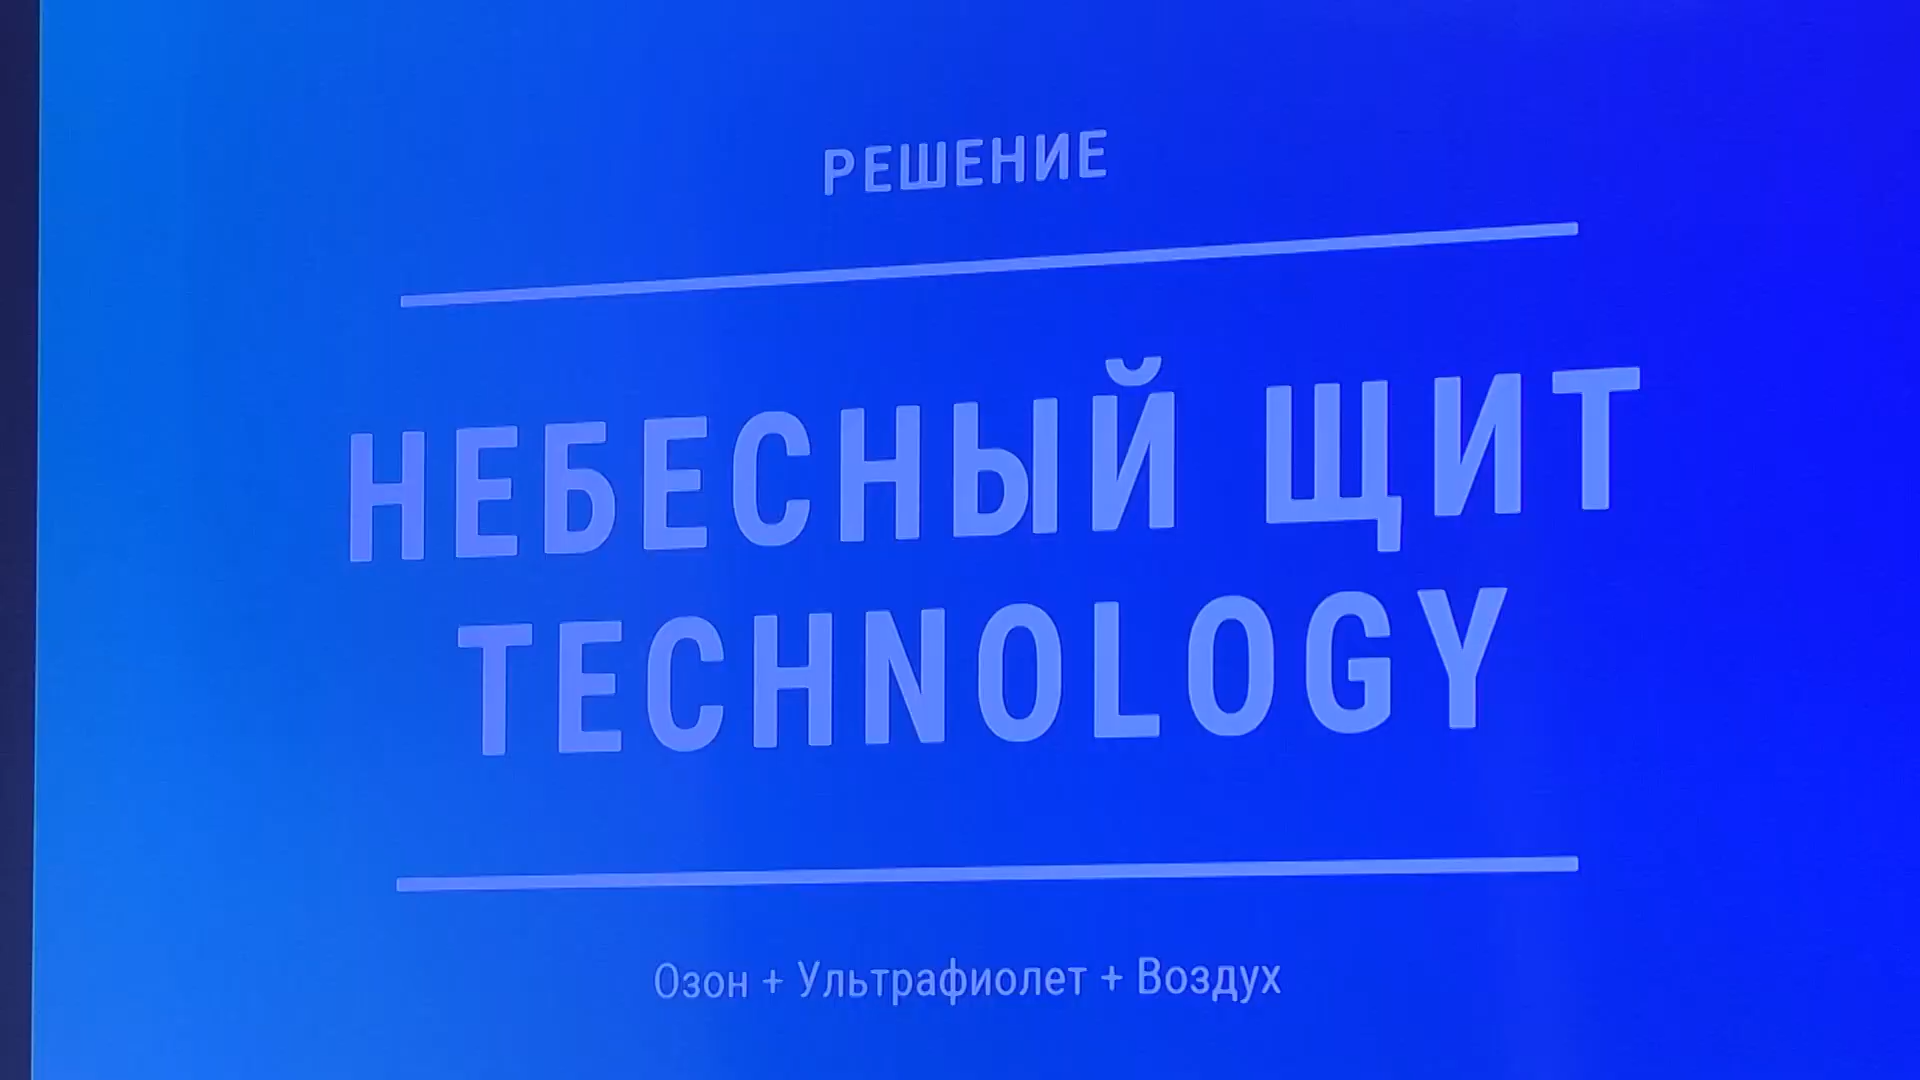 РЕШЕНИЕ
НЕБЕСНЫЙ ЩИТ
TECHNOLOGY
Озон + Ультрафиолет + Воздух